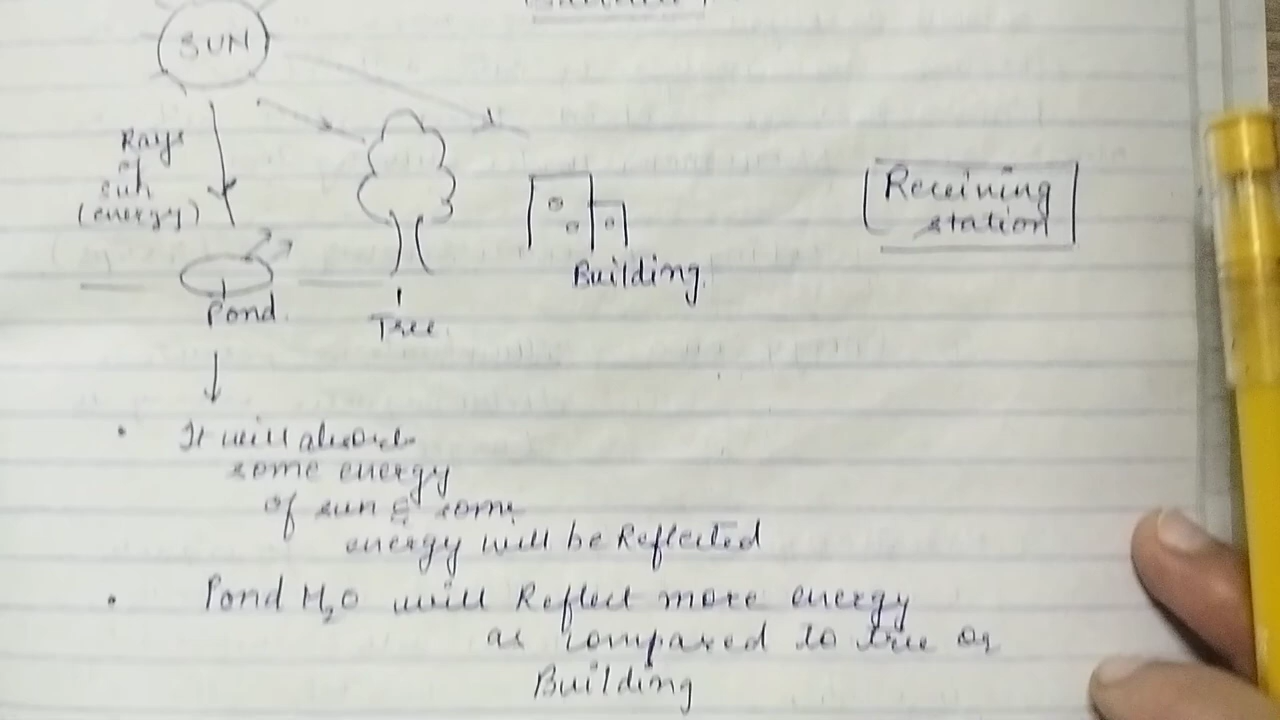 SUN
Rays
of
sun
(energy)
Receiving
station
Building.
Pond.
Tree.
It will absorb
some energy
of sun & some
energy will be Reflected
Pond H₂O will Reflect more energy
as compared to tree or
Building